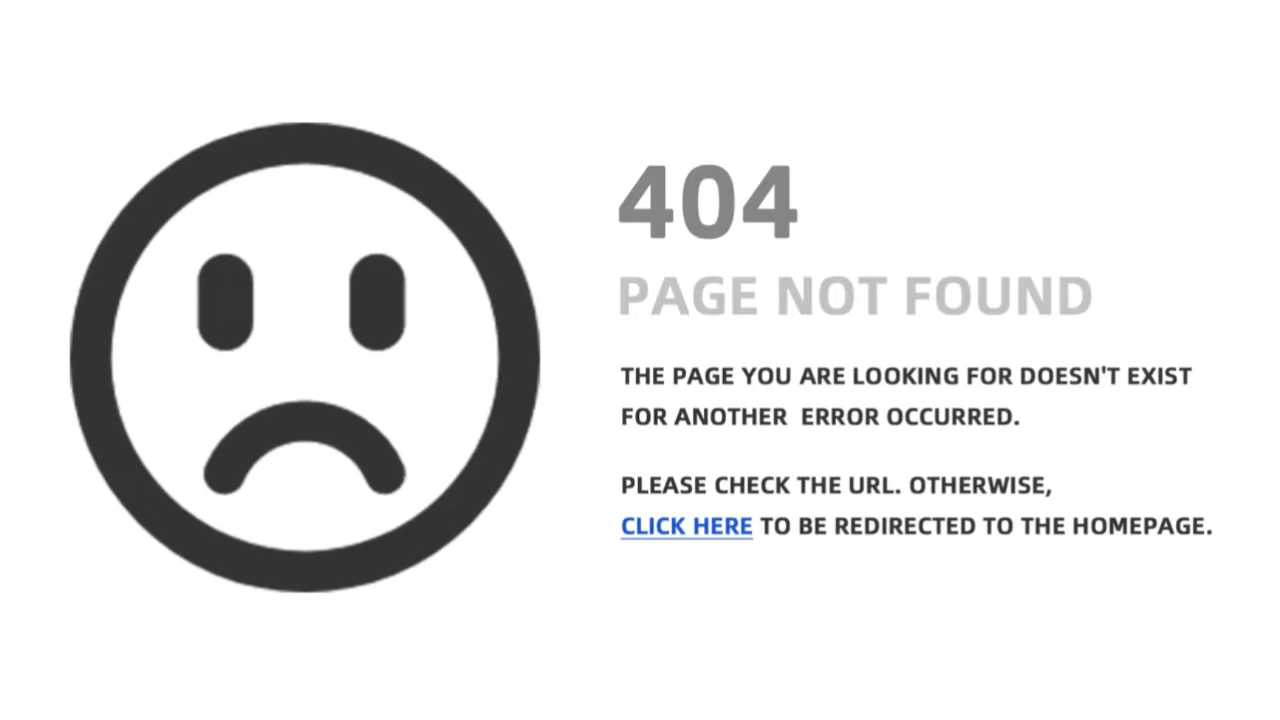 404
PAGE NOT FOUND
THE PAGE YOU ARE LOOKING FOR DOESN'T EXIST
FOR ANOTHER  ERROR OCCURRED.
PLEASE CHECK THE URL. OTHERWISE,
CLICK HERE TO BE REDIRECTED TO THE HOMEPAGE.